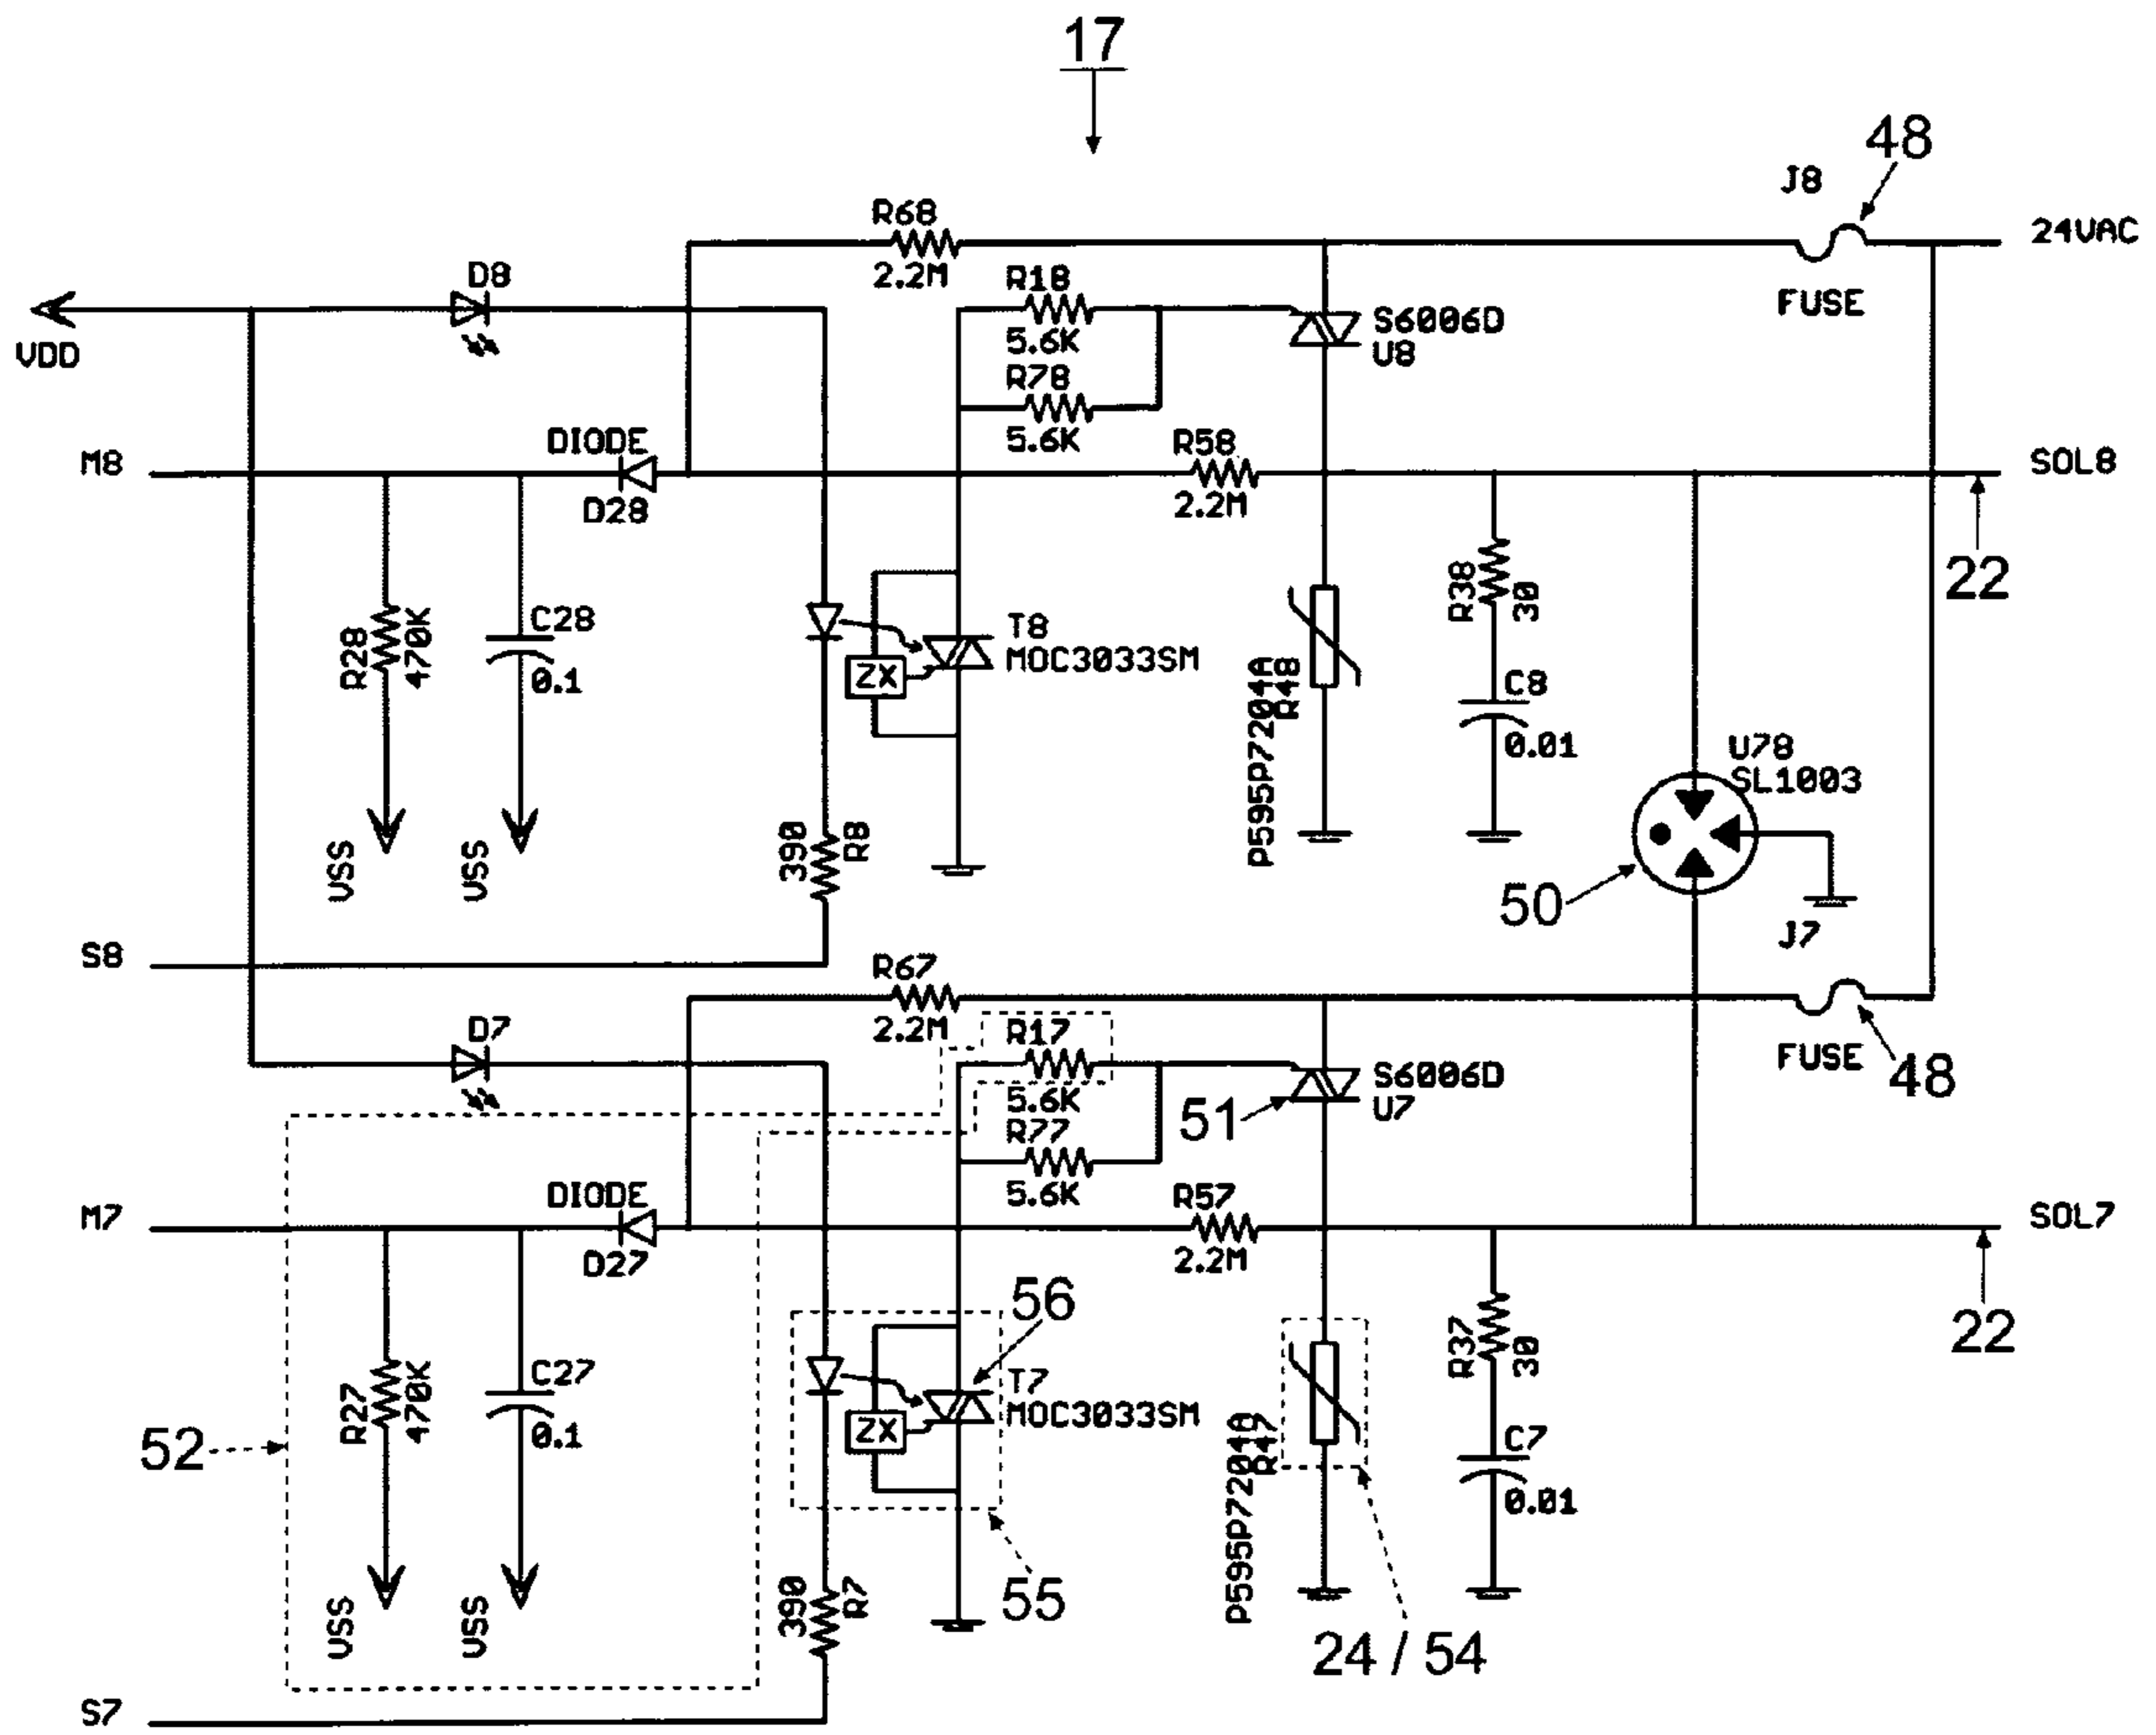 17
48
J8
R68
24VAC
2.2M
D8
R18
FUSE
S6006D
5.6K
U8
VDD
R78
DIODE
5.6K
R58
M8
SOL8
D28
2.2M
22
C28
R38
30
R28
470K
T8
MOC3033SM
ZX
0.1
P595P7204A
R48
C8
0.01
U78
SL1003
390
R8
VSS
VSS
50
J7
S8
R67
2.2M
D7
R17
FUSE
48
S6006D
5.6K
51
U7
R77
DIODE
5.6K
R57
M7
SOL7
D27
2.2M
56
22
R37
30
C27
T7
R27
470K
MOC3033SM
ZX
0.1
52
P595P7204A
R47
C7
0.01
390
R7
55
VSS
VSS
24 / 54
S7